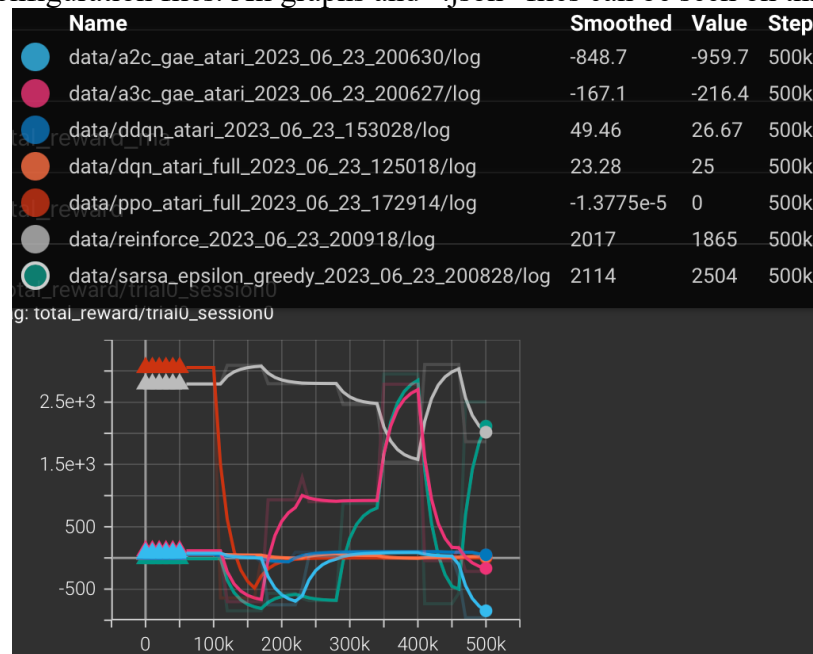 Name Smoothed Value Step
data/a2c_gae_atari_2023_06_23_200630/log -848.7 -959.7 500k
data/a3c_gae_atari_2023_06_23_200627/log -167.1 -216.4 500k
data/ddqn_atari_2023_06_23_153028/log 49.46 26.67 500k
data/dqn_atari_full_2023_06_23_125018/log 23.28 25 500k
data/ppo_atari_full_2023_06_23_172914/log -1.3775e-5 0 500k
data/reinforce_2023_06_23_200918/log 2017 1865 500k
data/sarsa_epsilon_greedy_2023_06_23_200828/log 2114 2504 500k
otal_reward/trial0_session0
g: total_reward/trial0_session0
2.5e+3
1.5e+3
500
-500
0 100k 200k 300k 400k 500k